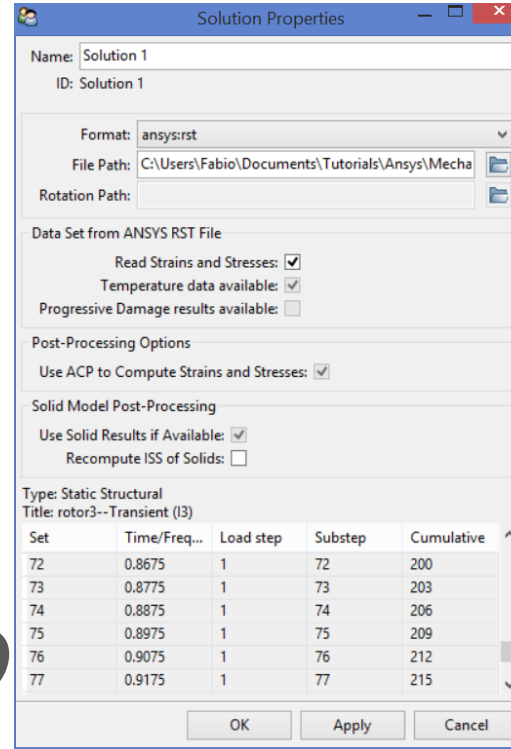 Solution Properties
Name: Solution 1
ID: Solution 1
Format: ansys:rst
File Path: C:\Users\Fabio\Documents\Tutorials\Ansys\Mecha
Rotation Path:
Data Set from ANSYS RST File
Read Strains and Stresses:
Temperature data available:
Progressive Damage results available:
Post-Processing Options
Use ACP to Compute Strains and Stresses:
Solid Model Post-Processing
Use Solid Results if Available:
Recompute ISS of Solids:
Type: Static Structural
Title: rotor3--Transient (I3)
Set Time/Freq... Load step Substep Cumulative
72 0.8675 1 72 200
73 0.8775 1 73 203
74 0.8875 1 74 206
75 0.8975 1 75 209
76 0.9075 1 76 212
77 0.9175 1 77 215
OK Apply Cancel